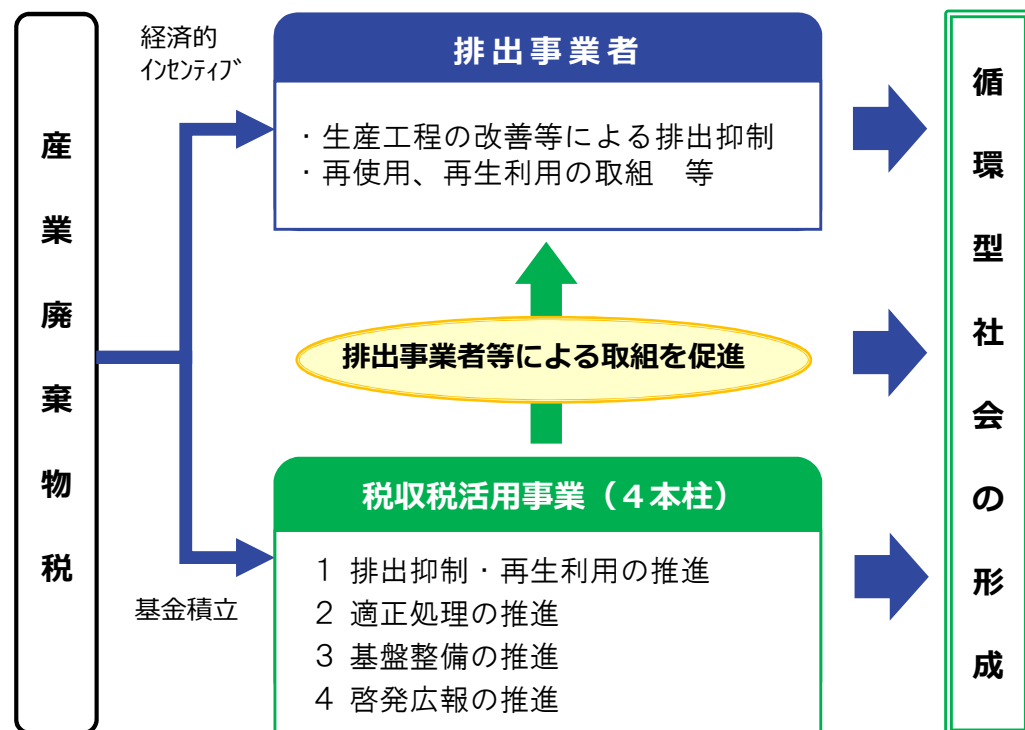 産業廃棄物税
経済的
ｲﾝｾﾝﾃｨﾌﾞ
基金積立
排出事業者
・生産工程の改善等による排出抑制
・再使用、再生利用の取組　等
排出事業者等による取組を促進
税収税活用事業（４本柱）
１ 排出抑制・再生利用の推進
２ 適正処理の推進
３ 基盤整備の推進
４ 啓発広報の推進
循環型社会の形成